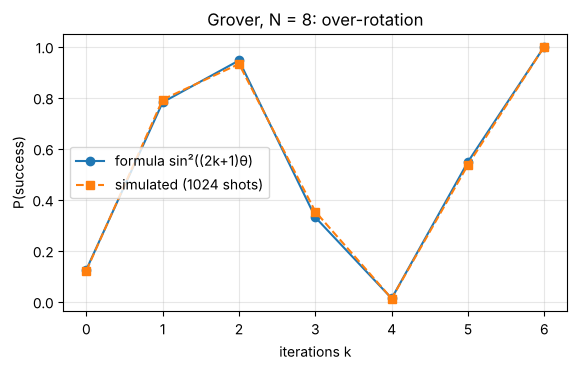 Grover, N = 8: over-rotation
P(success)
1.0
0.8
0.6
0.4
0.2
0.0
formula sin²((2k+1)θ)
simulated (1024 shots)
0 1 2 3 4 5 6
iterations k